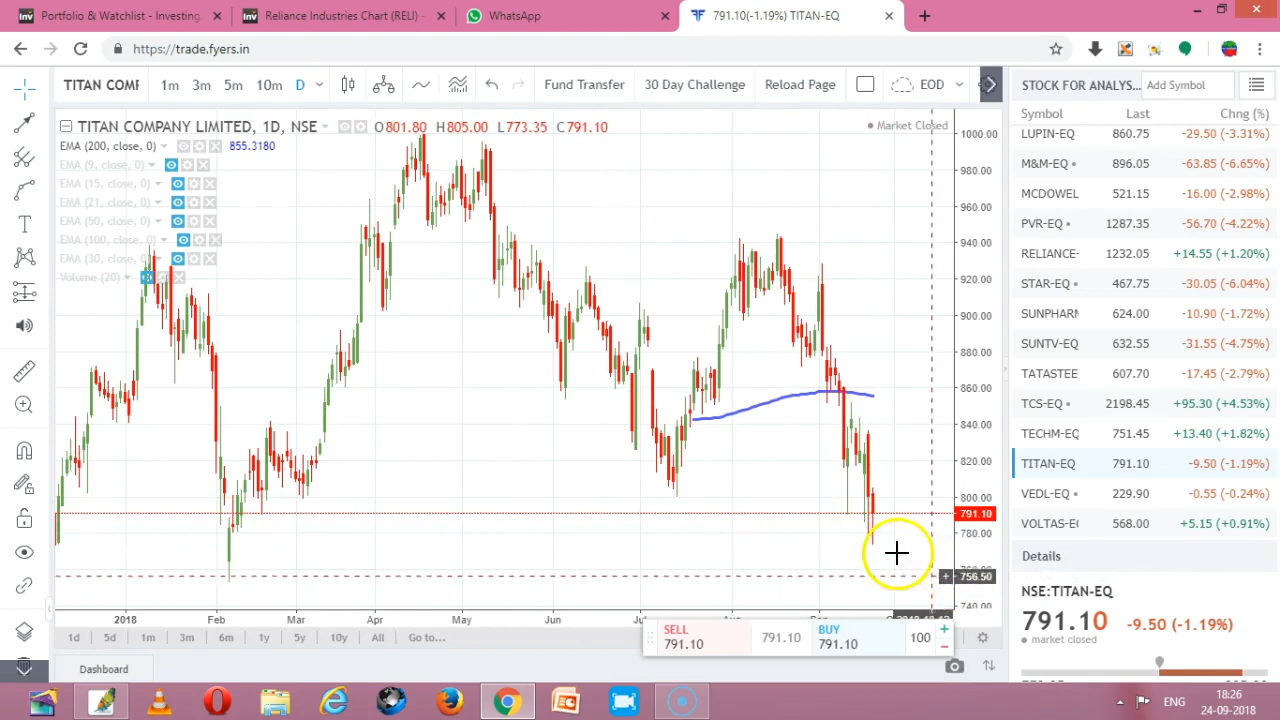 Portfolio & Watchlist - Investing.
Reliance Industries Chart (RELI)
WhatsApp
791.10(-1.19%) TITAN-EQ
https://trade.fyers.in
TITAN COMP
1m 3m 5m 10m D
Fund Transfer
30 Day Challenge
Reload Page
EOD
STOCK FOR ANALYS...
Add Symbol
TITAN COMPANY LIMITED, 1D, NSE
O801.80 H805.00 L773.35 C791.10
Market Closed
EMA (200, close, 0) 855.3180
EMA (9, close, 0)
EMA (15, close, 0)
EMA (21, close, 0)
EMA (50, close, 0)
EMA (100, close, 0)
EMA (30, close, 0)
Volume (20)
1000.00
980.00
960.00
940.00
920.00
900.00
880.00
860.00
840.00
820.00
800.00
791.10
780.00
756.50
740.00
2018 Feb Mar Apr May Jun
1d 5d 1m 3m 6m 1y 5y 10y All Go to...
SELL
791.10
791.10
BUY
791.10
100
Dashboard
Symbol Last Chng (%)
LUPIN-EQ 860.75 -29.50 (-3.31%)
M&M-EQ 896.05 -63.85 (-6.65%)
MCDOWEL 521.15 -16.00 (-2.98%)
PVR-EQ 1287.35 -56.70 (-4.22%)
RELIANCE- 1232.05 +14.55 (+1.20%)
STAR-EQ 467.75 -30.05 (-6.04%)
SUNPHARM 624.00 -10.90 (-1.72%)
SUNTV-EQ 632.55 -31.55 (-4.75%)
TATASTEE 607.70 -17.45 (-2.79%)
TCS-EQ 2198.45 +95.30 (+4.53%)
TECHM-EQ 751.45 +13.40 (+1.82%)
TITAN-EQ 791.10 -9.50 (-1.19%)
VEDL-EQ 229.90 -0.55 (-0.24%)
VOLTAS-EQ 568.00 +5.15 (+0.91%)
Details
NSE:TITAN-EQ
791.10 -9.50 (-1.19%)
market closed
ENG
18:26
24-09-2018